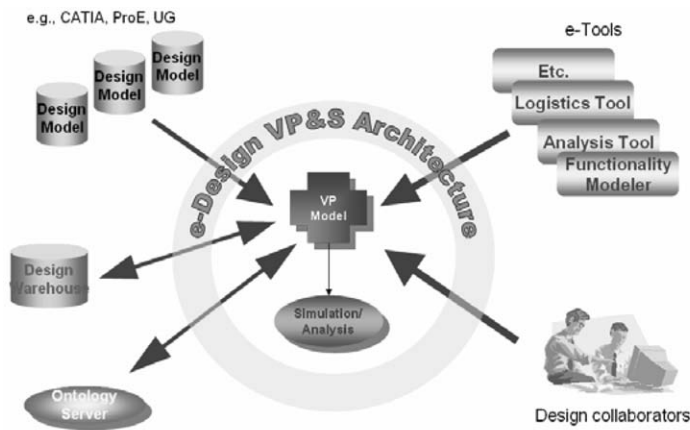 e.g., CATIA, ProE, UG
Design
Model
Design
Model
Design
Model
e-Tools
Etc.
Logistics Tool
Analysis Tool
Functionality
Modeler
e-Design VP&S Architecture
VP
Model
Simulation/
Analysis
Design
Warehouse
Ontology
Server
Design collaborators